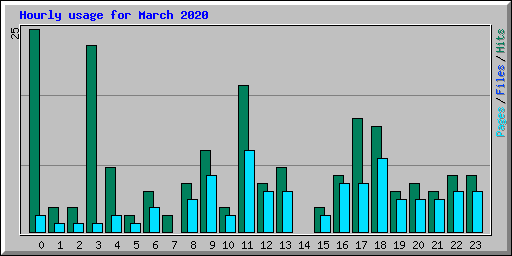 Hourly usage for March 2020
25
Pages/Files/Hits
0 1 2 3 4 5 6 7 8 9 10 11 12 13 14 15 16 17 18 19 20 21 22 23